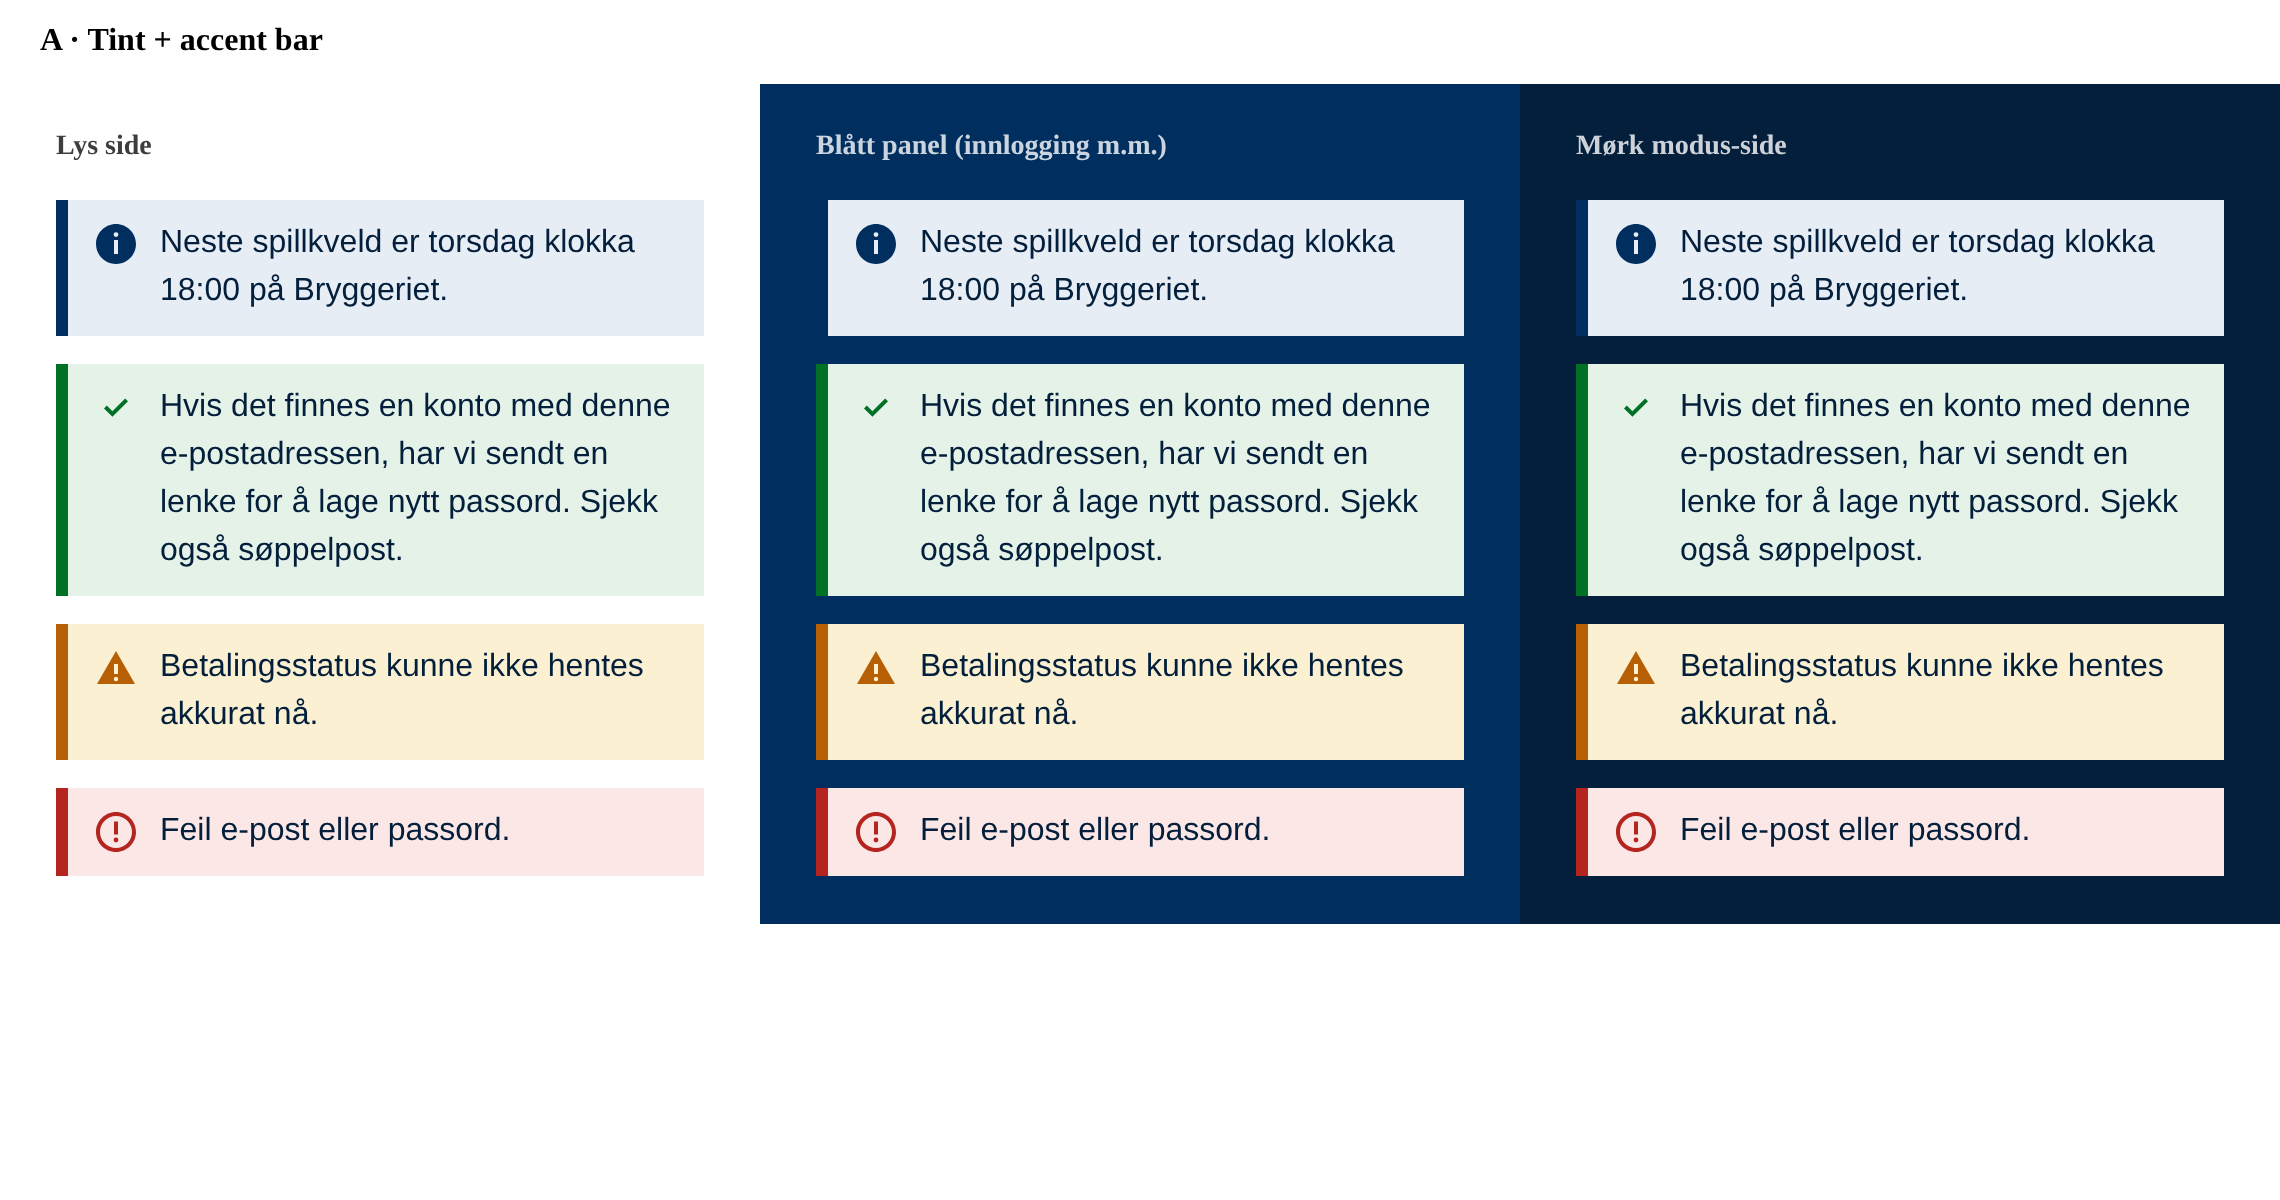 A · Tint + accent bar
Lys side
Neste spillkveld er torsdag klokka
18:00 på Bryggeriet.
Hvis det finnes en konto med denne
e-postadressen, har vi sendt en
lenke for å lage nytt passord. Sjekk
også søppelpost.
Betalingsstatus kunne ikke hentes
akkurat nå.
Feil e-post eller passord.
Blått panel (innlogging m.m.)
Neste spillkveld er torsdag klokka
18:00 på Bryggeriet.
Hvis det finnes en konto med denne
e-postadressen, har vi sendt en
lenke for å lage nytt passord. Sjekk
også søppelpost.
Betalingsstatus kunne ikke hentes
akkurat nå.
Feil e-post eller passord.
Mørk modus-side
Neste spillkveld er torsdag klokka
18:00 på Bryggeriet.
Hvis det finnes en konto med denne
e-postadressen, har vi sendt en
lenke for å lage nytt passord. Sjekk
også søppelpost.
Betalingsstatus kunne ikke hentes
akkurat nå.
Feil e-post eller passord.